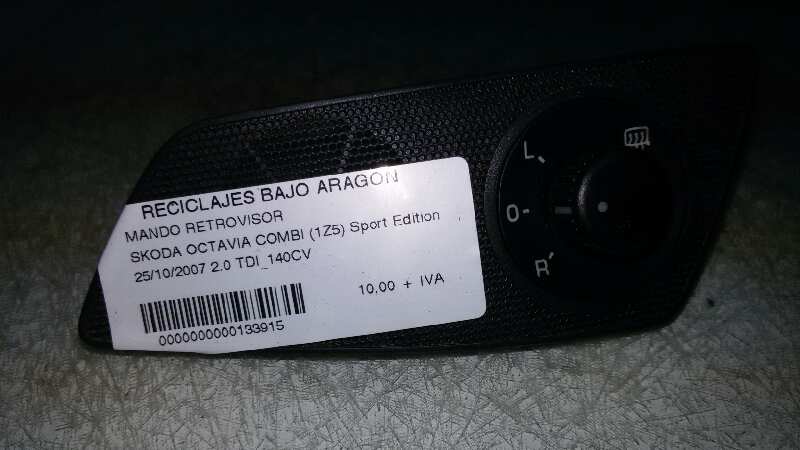 RECICLAJES BAJO ARAGON
MANDO RETROVISOR
SKODA OCTAVIA COMBI (1Z5) Sport Edition
25/10/2007 2.0 TDI_140CV
10,00 + IVA
0000000000133915
L
O
R